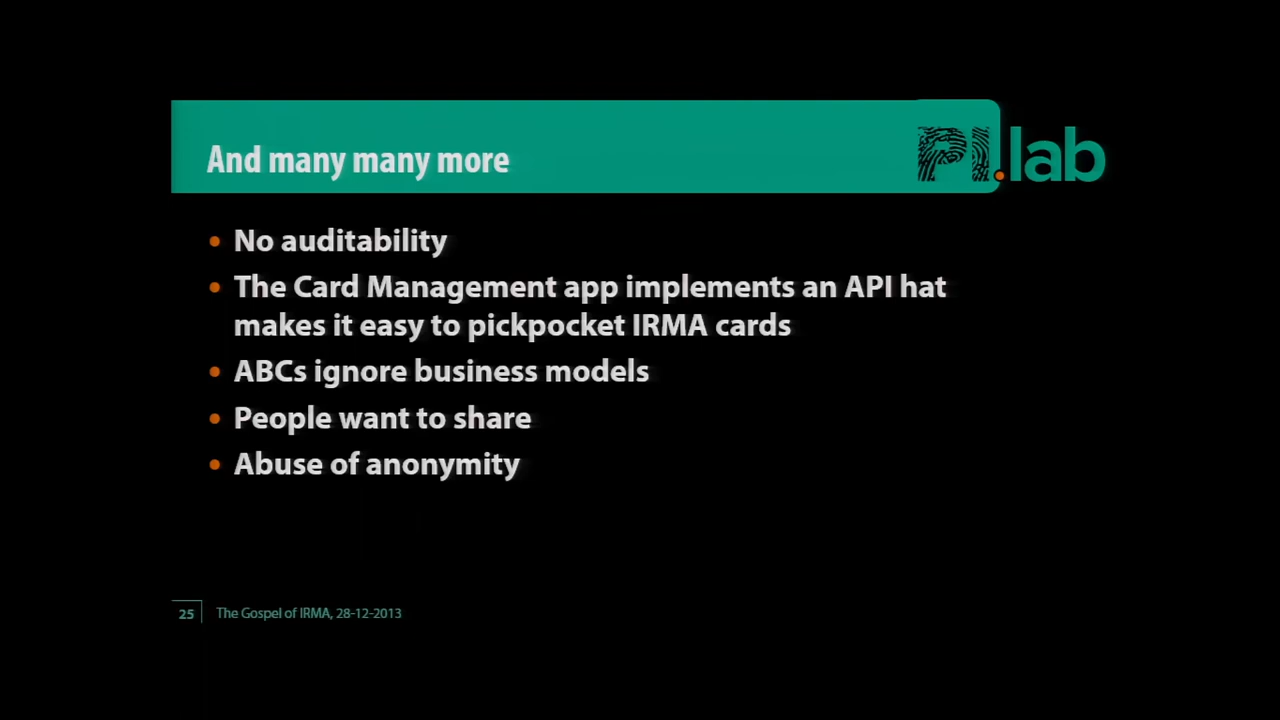 And many many more
PI.lab
• No auditability
• The Card Management app implements an API hat
makes it easy to pickpocket IRMA cards
• ABCs ignore business models
• People want to share
• Abuse of anonymity
25 The Gospel of IRMA, 28-12-2013